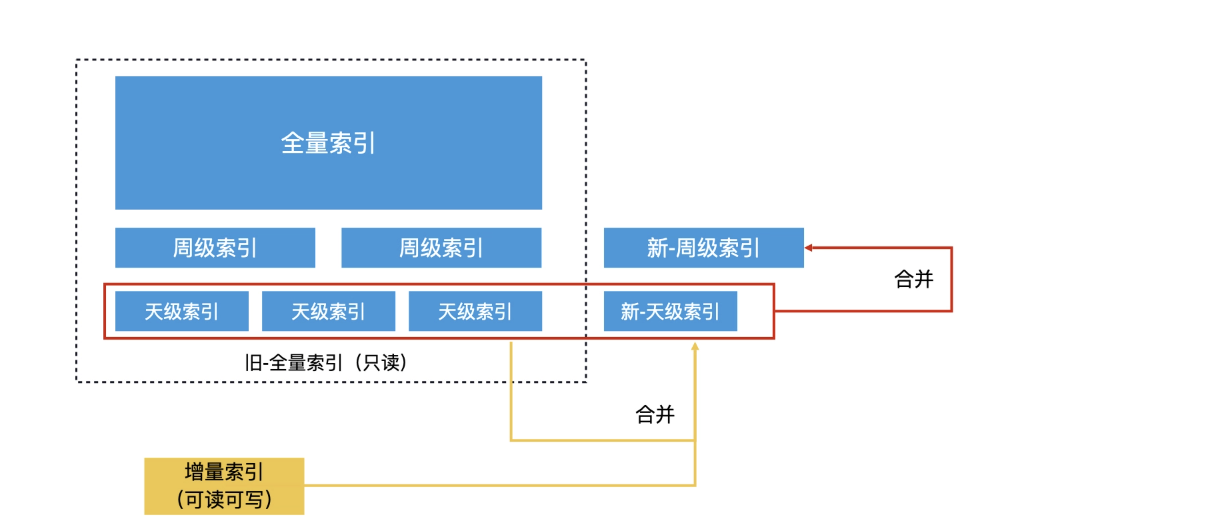 全量索引
周级索引
周级索引
新-周级索引
合并
天级索引
天级索引
天级索引
新-天级索引
旧-全量索引（只读）
合并
增量索引
（可读可写）